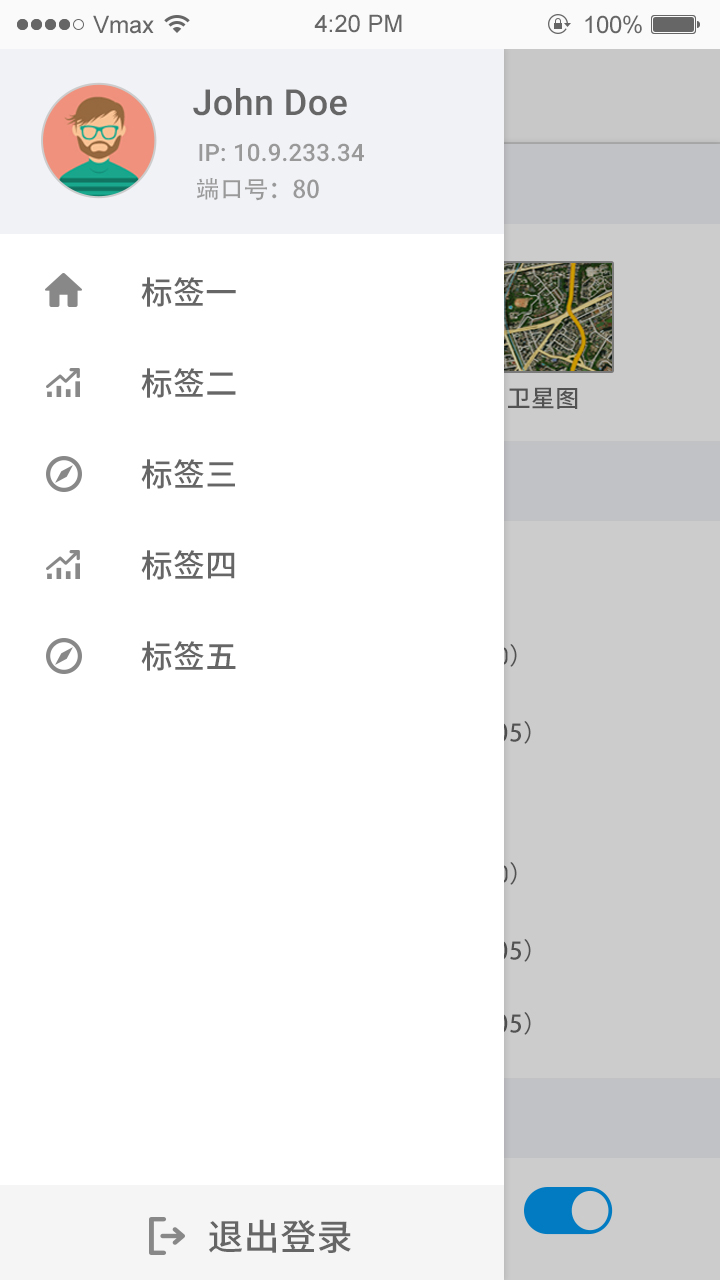 Vmax 4:20 PM 100%
John Doe
IP: 10.9.233.34
端口号：80
标签一
标签二
卫星图
标签三
标签四
标签五
0）
05）
0）
05）
05）
退出登录